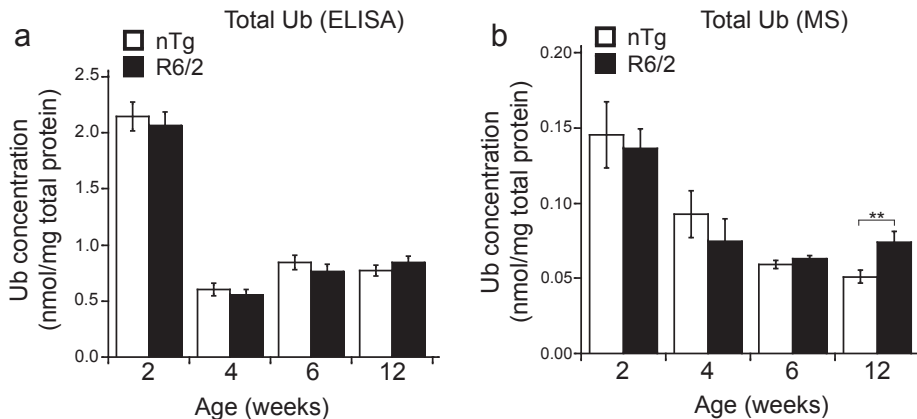 a
Total Ub (ELISA)
nTg
R6/2
Ub concentration
(nmol/mg total protein)
2.5
2.0
1.5
1.0
0.5
0.0
2 4 6 12
Age (weeks)
b
Total Ub (MS)
nTg
R6/2
Ub concentration
(nmol/mg total protein)
0.20
0.15
0.10
0.05
0.00
**
2 4 6 12
Age (weeks)